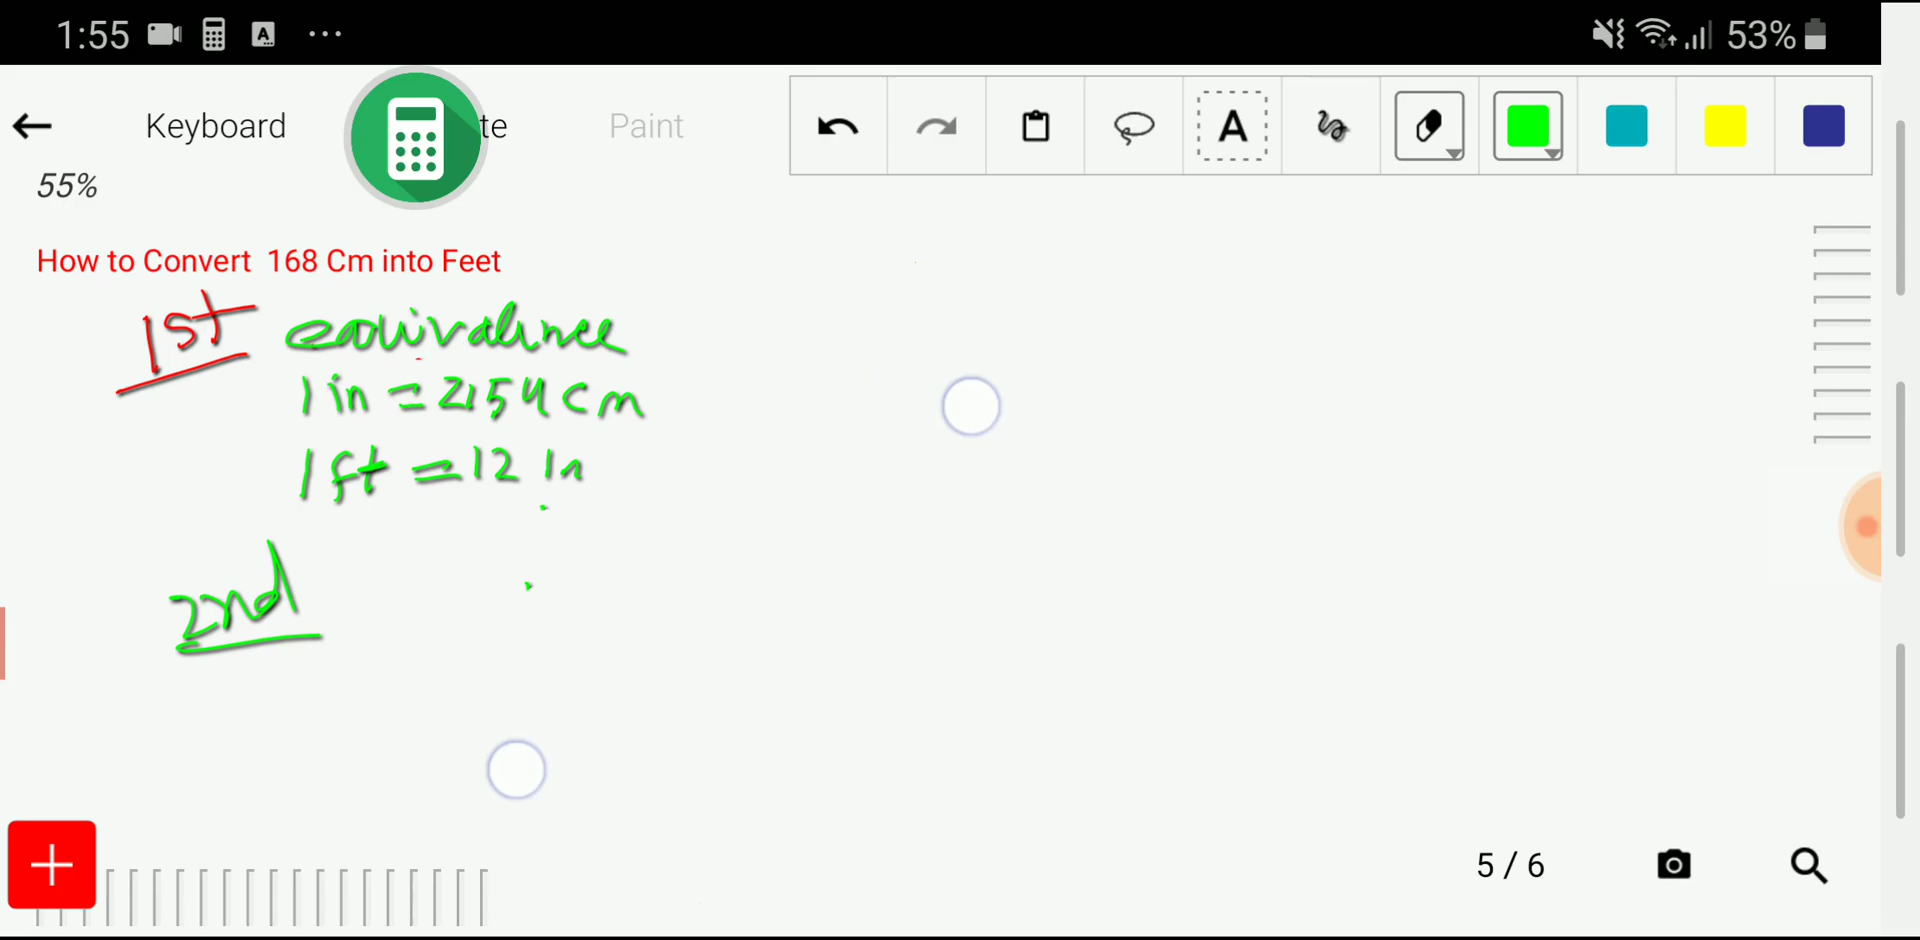 1:55 A... ... 53%
Keyboard te Paint A
55%
How to Convert 168 Cm into Feet
1st equivalence
1 in = 2.54 cm
1 ft = 12 in
2nd
5 / 6